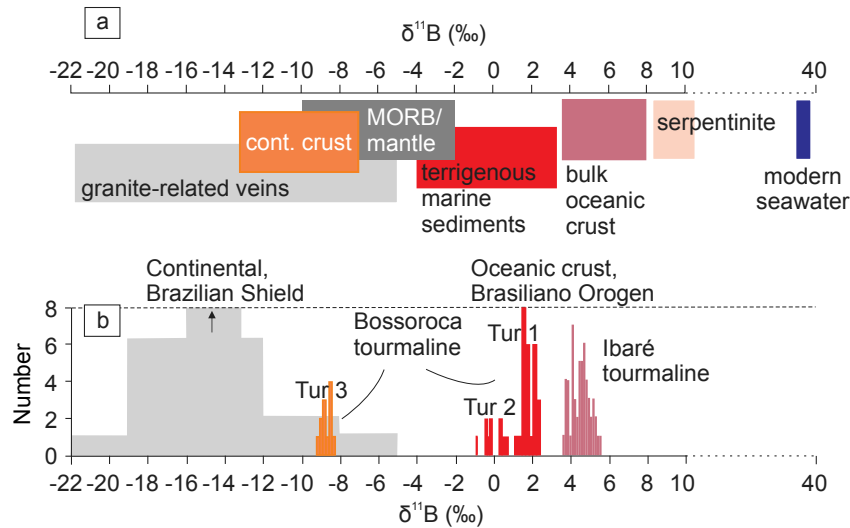 a
δ¹¹B (‰)
-22 -20 -18 -16 -14 -12 -10 -8 -6 -4 -2 0 2 4 6 8 10 40
MORB/
mantle
cont. crust
serpentinite
granite-related veins
terrigenous
marine
sediments
bulk
oceanic
crust
modern
seawater
Continental,
Brazilian Shield
Oceanic crust,
Brasiliano Orogen
b
Number
8
6
4
2
0
Bossoroca
tourmaline
Tur 1
Ibaré
tourmaline
Tur 3
Tur 2
-22 -20 -18 -16 -14 -12 -10 -8 -6 -4 -2 0 2 4 6 8 10 40
δ¹¹B (‰)